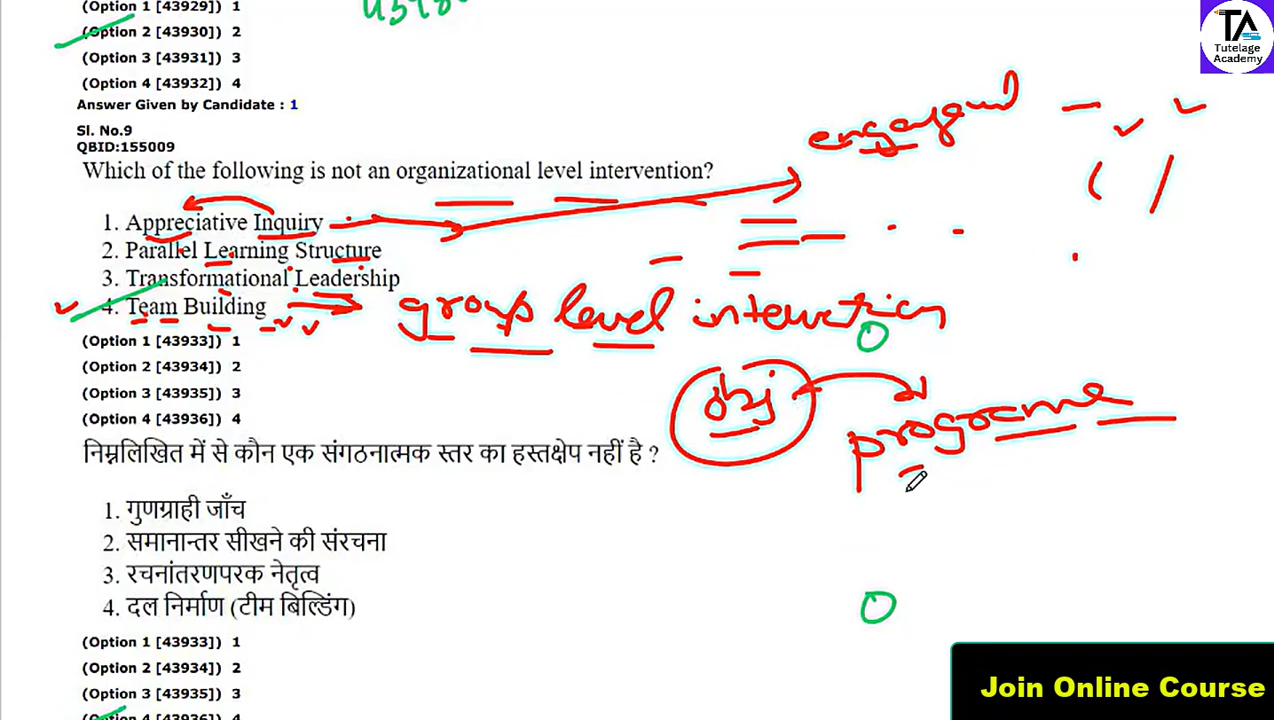 (Option 1 [43929]) 1
(Option 2 [43930]) 2
(Option 3 [43931]) 3
(Option 4 [43932]) 4
Answer Given by Candidate : 1
Sl. No.9
QBID:155009
Which of the following is not an organizational level intervention?
1. Appreciative Inquiry
2. Parallel Learning Structure
3. Transformational Leadership
4. Team Building
group level
obj
(Option 1 [43933]) 1
(Option 2 [43934]) 2
(Option 3 [43935]) 3
(Option 4 [43936]) 4
निम्नलिखित में से कौन एक संगठनात्मक स्तर का हस्तक्षेप नहीं है ?
1. गुणग्राही जाँच
2. समानान्तर सीखने की संरचना
3. रचनांतरणपरक नेतृत्व
4. दल निर्माण (टीम बिल्डिंग)
(Option 1 [43933]) 1
(Option 2 [43934]) 2
(Option 3 [43935]) 3
(Option 4 [43936]) 4
TA
Tutelage
Academy
Join Online Course